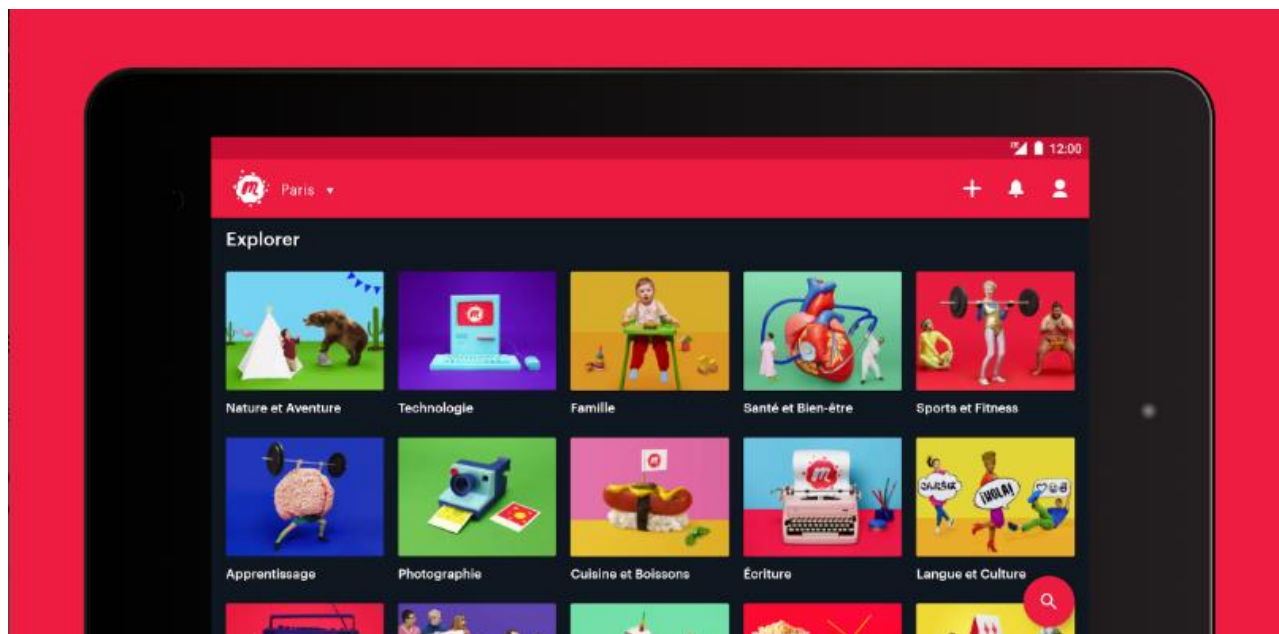 12:00
m Paris
Explorer
Nature et Aventure
Technologie
Famille
Santé et Bien-être
Sports et Fitness
m
¡HOLA!
Apprentissage
Photographie
Cuisine et Boissons
Écriture
Langue et Culture